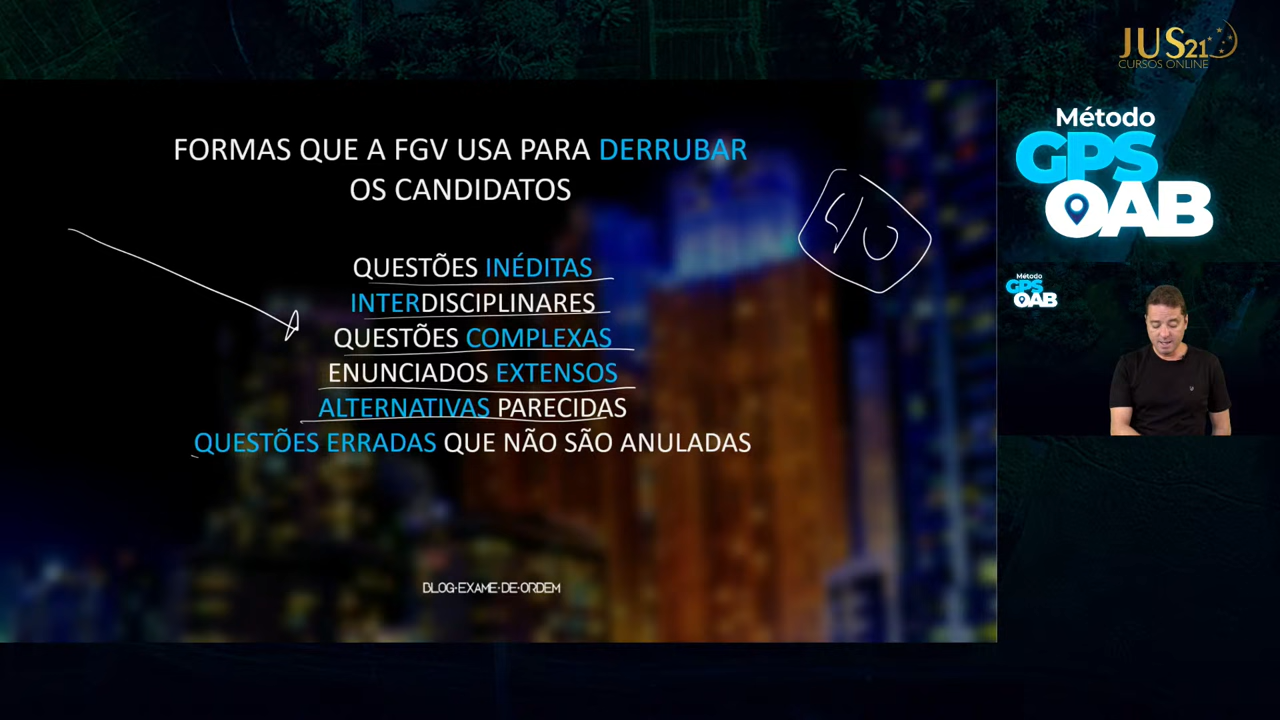 JUS21
CURSOS ONLINE
Método
GPS
OAB
FORMAS QUE A FGV USA PARA DERRUBAR
OS CANDIDATOS
40
QUESTÕES INÉDITAS
INTERDISCIPLINARES
QUESTÕES COMPLEXAS
ENUNCIADOS EXTENSOS
ALTERNATIVAS PARECIDAS
QUESTÕES ERRADAS QUE NÃO SÃO ANULADAS
Método
GPS
OAB
BLOG·EXAME·DE·ORDEM